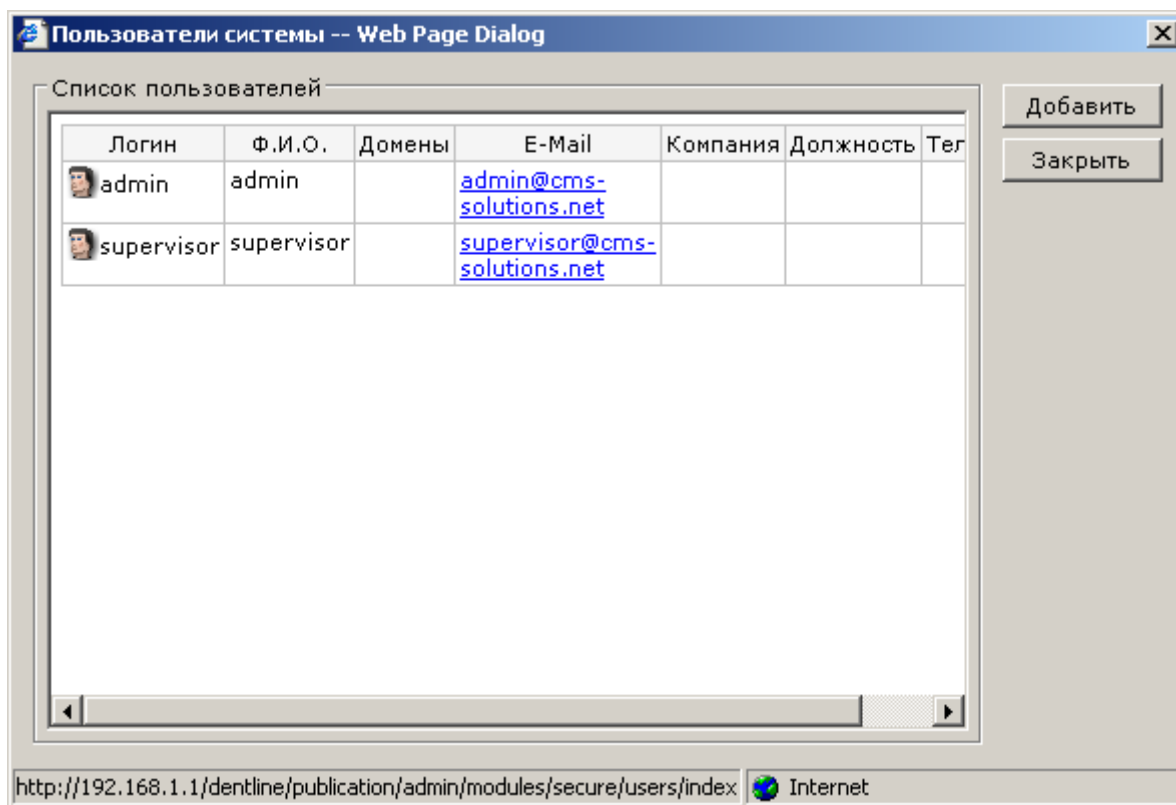 Пользователи системы -- Web Page Dialog
Список пользователей
Добавить
Закрыть
Логин Ф.И.О. Домены E-Mail Компания Должность Тел
admin admin admin@cms-
solutions.net
supervisor supervisor supervisor@cms-
solutions.net
http://192.168.1.1/dentline/publication/admin/modules/secure/users/index Internet